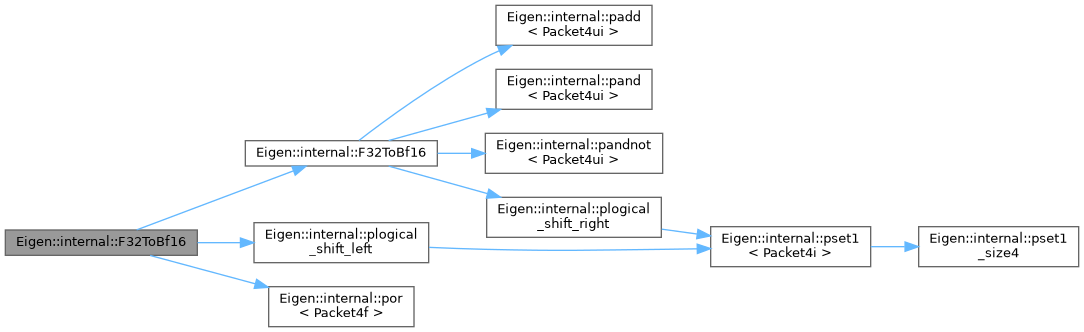 Eigen::internal::padd
< Packet4ui >
Eigen::internal::pand
< Packet4ui >
Eigen::internal::F32ToBf16
Eigen::internal::pandnot
< Packet4ui >
Eigen::internal::plogical
_shift_right
Eigen::internal::F32ToBf16
Eigen::internal::plogical
_shift_left
Eigen::internal::pset1
< Packet4i >
Eigen::internal::pset1
_size4
Eigen::internal::por
< Packet4f >